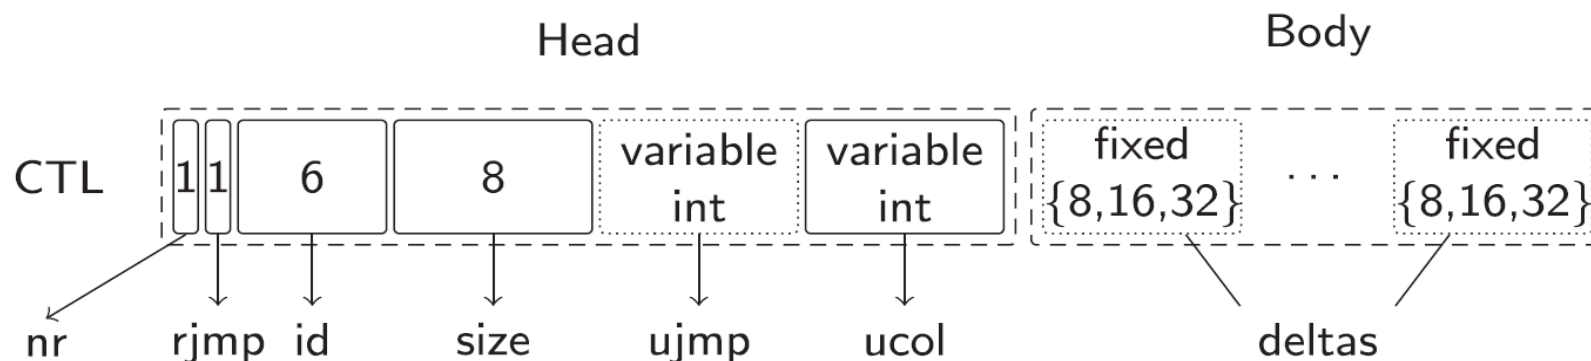 Head
Body
CTL
1
1
6
8
variable
int
variable
int
fixed
{8,16,32}
...
fixed
{8,16,32}
nr
rjmp
id
size
ujmp
ucol
deltas